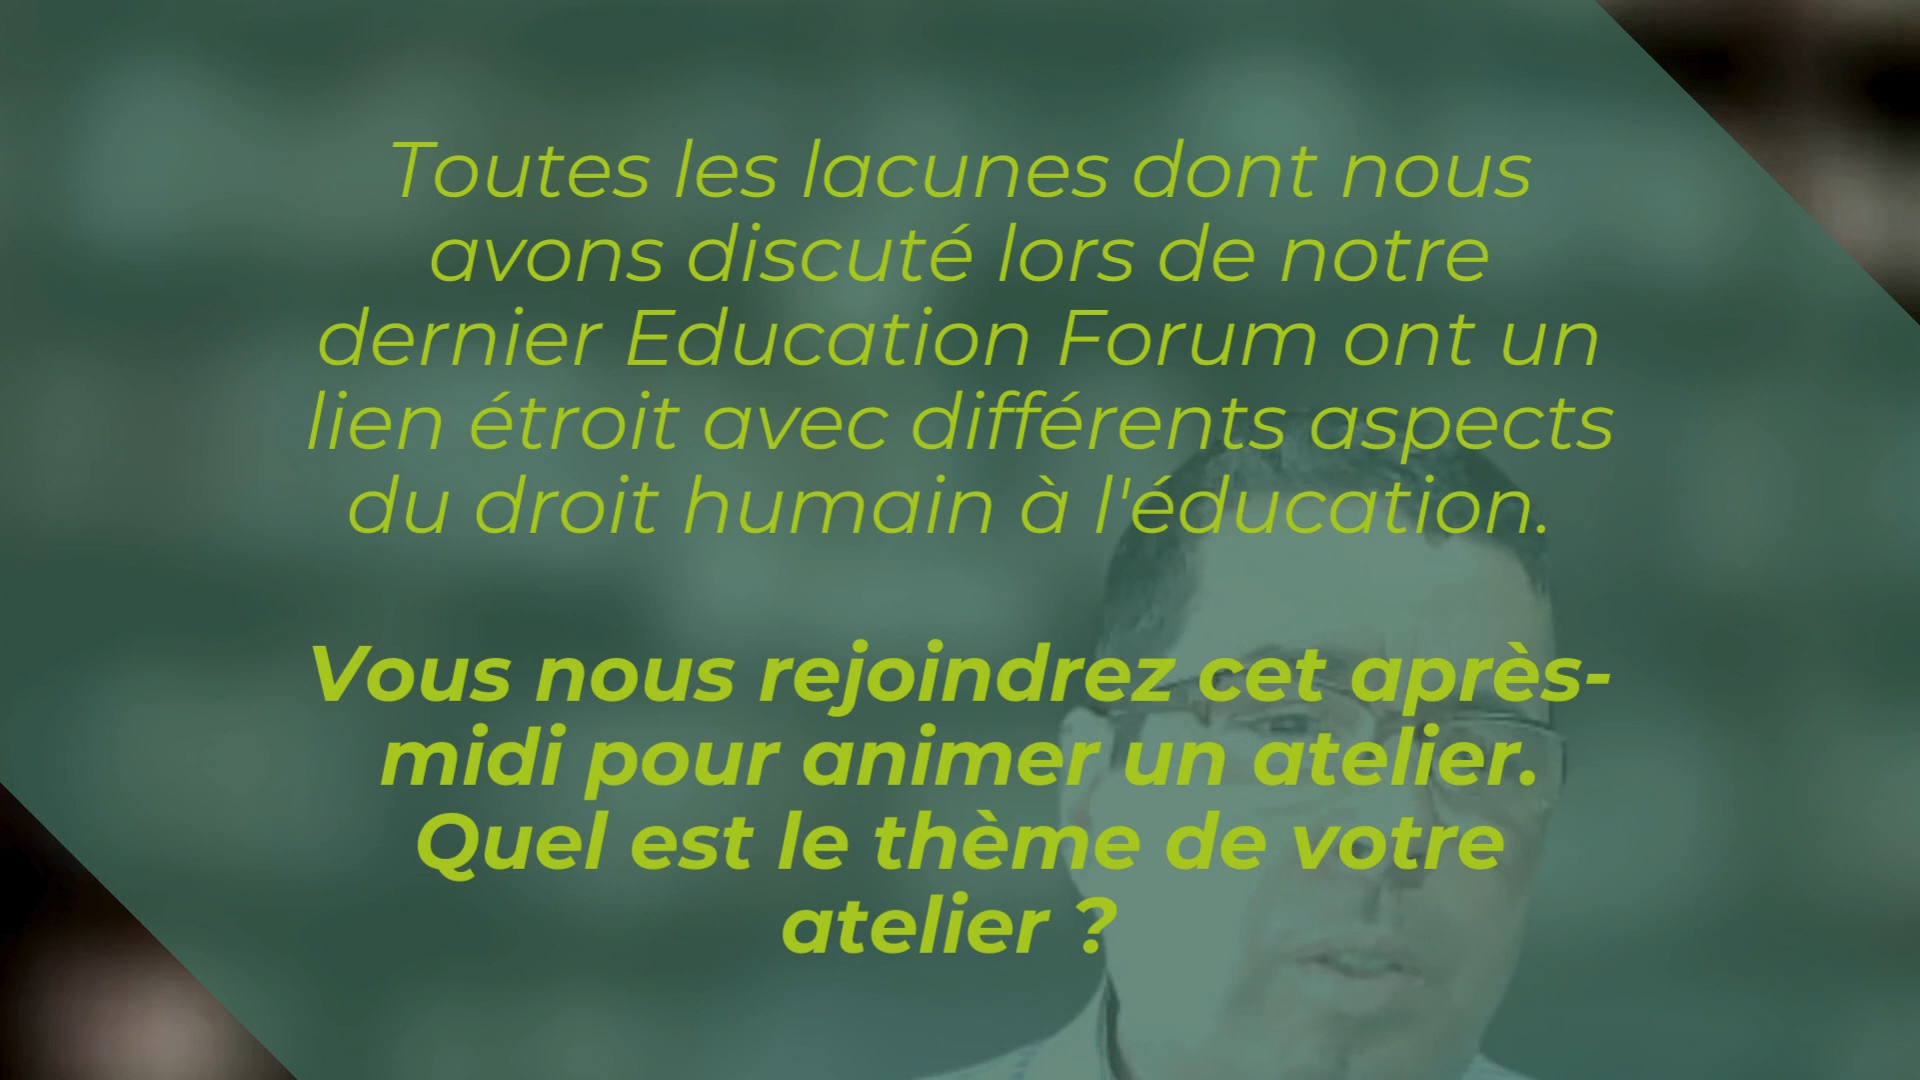 Toutes les lacunes dont nous
avons discuté lors de notre
dernier Education Forum ont un
lien étroit avec différents aspects
du droit humain à l'éducation.
Vous nous rejoindrez cet après-
midi pour animer un atelier.
Quel est le thème de votre
atelier ?